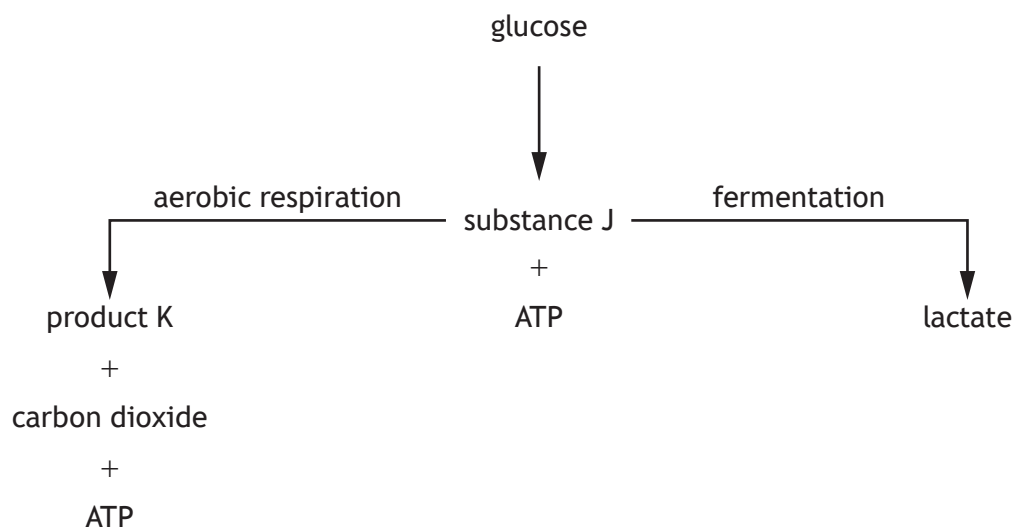 glucose
aerobic respiration
fermentation
substance J
+
ATP
product K
+
carbon dioxide
+
ATP
lactate